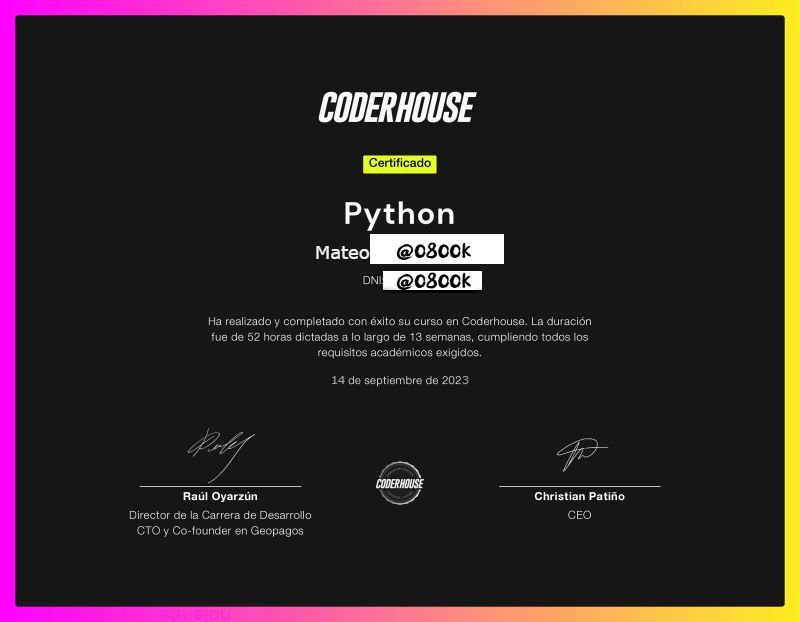 CODERHOUSE
Certificado
Python
Mateo @0800k
DNI: @0800k
Ha realizado y completado con éxito su curso en Coderhouse. La duración
fue de 52 horas dictadas a lo largo de 13 semanas, cumpliendo todos los
requisitos académicos exigidos.
14 de septiembre de 2023
CODERHOUSE
Raúl Oyarzún
Christian Patiño
Director de la Carrera de Desarrollo
CEO
CTO y Co-founder en Geopagos
holanda